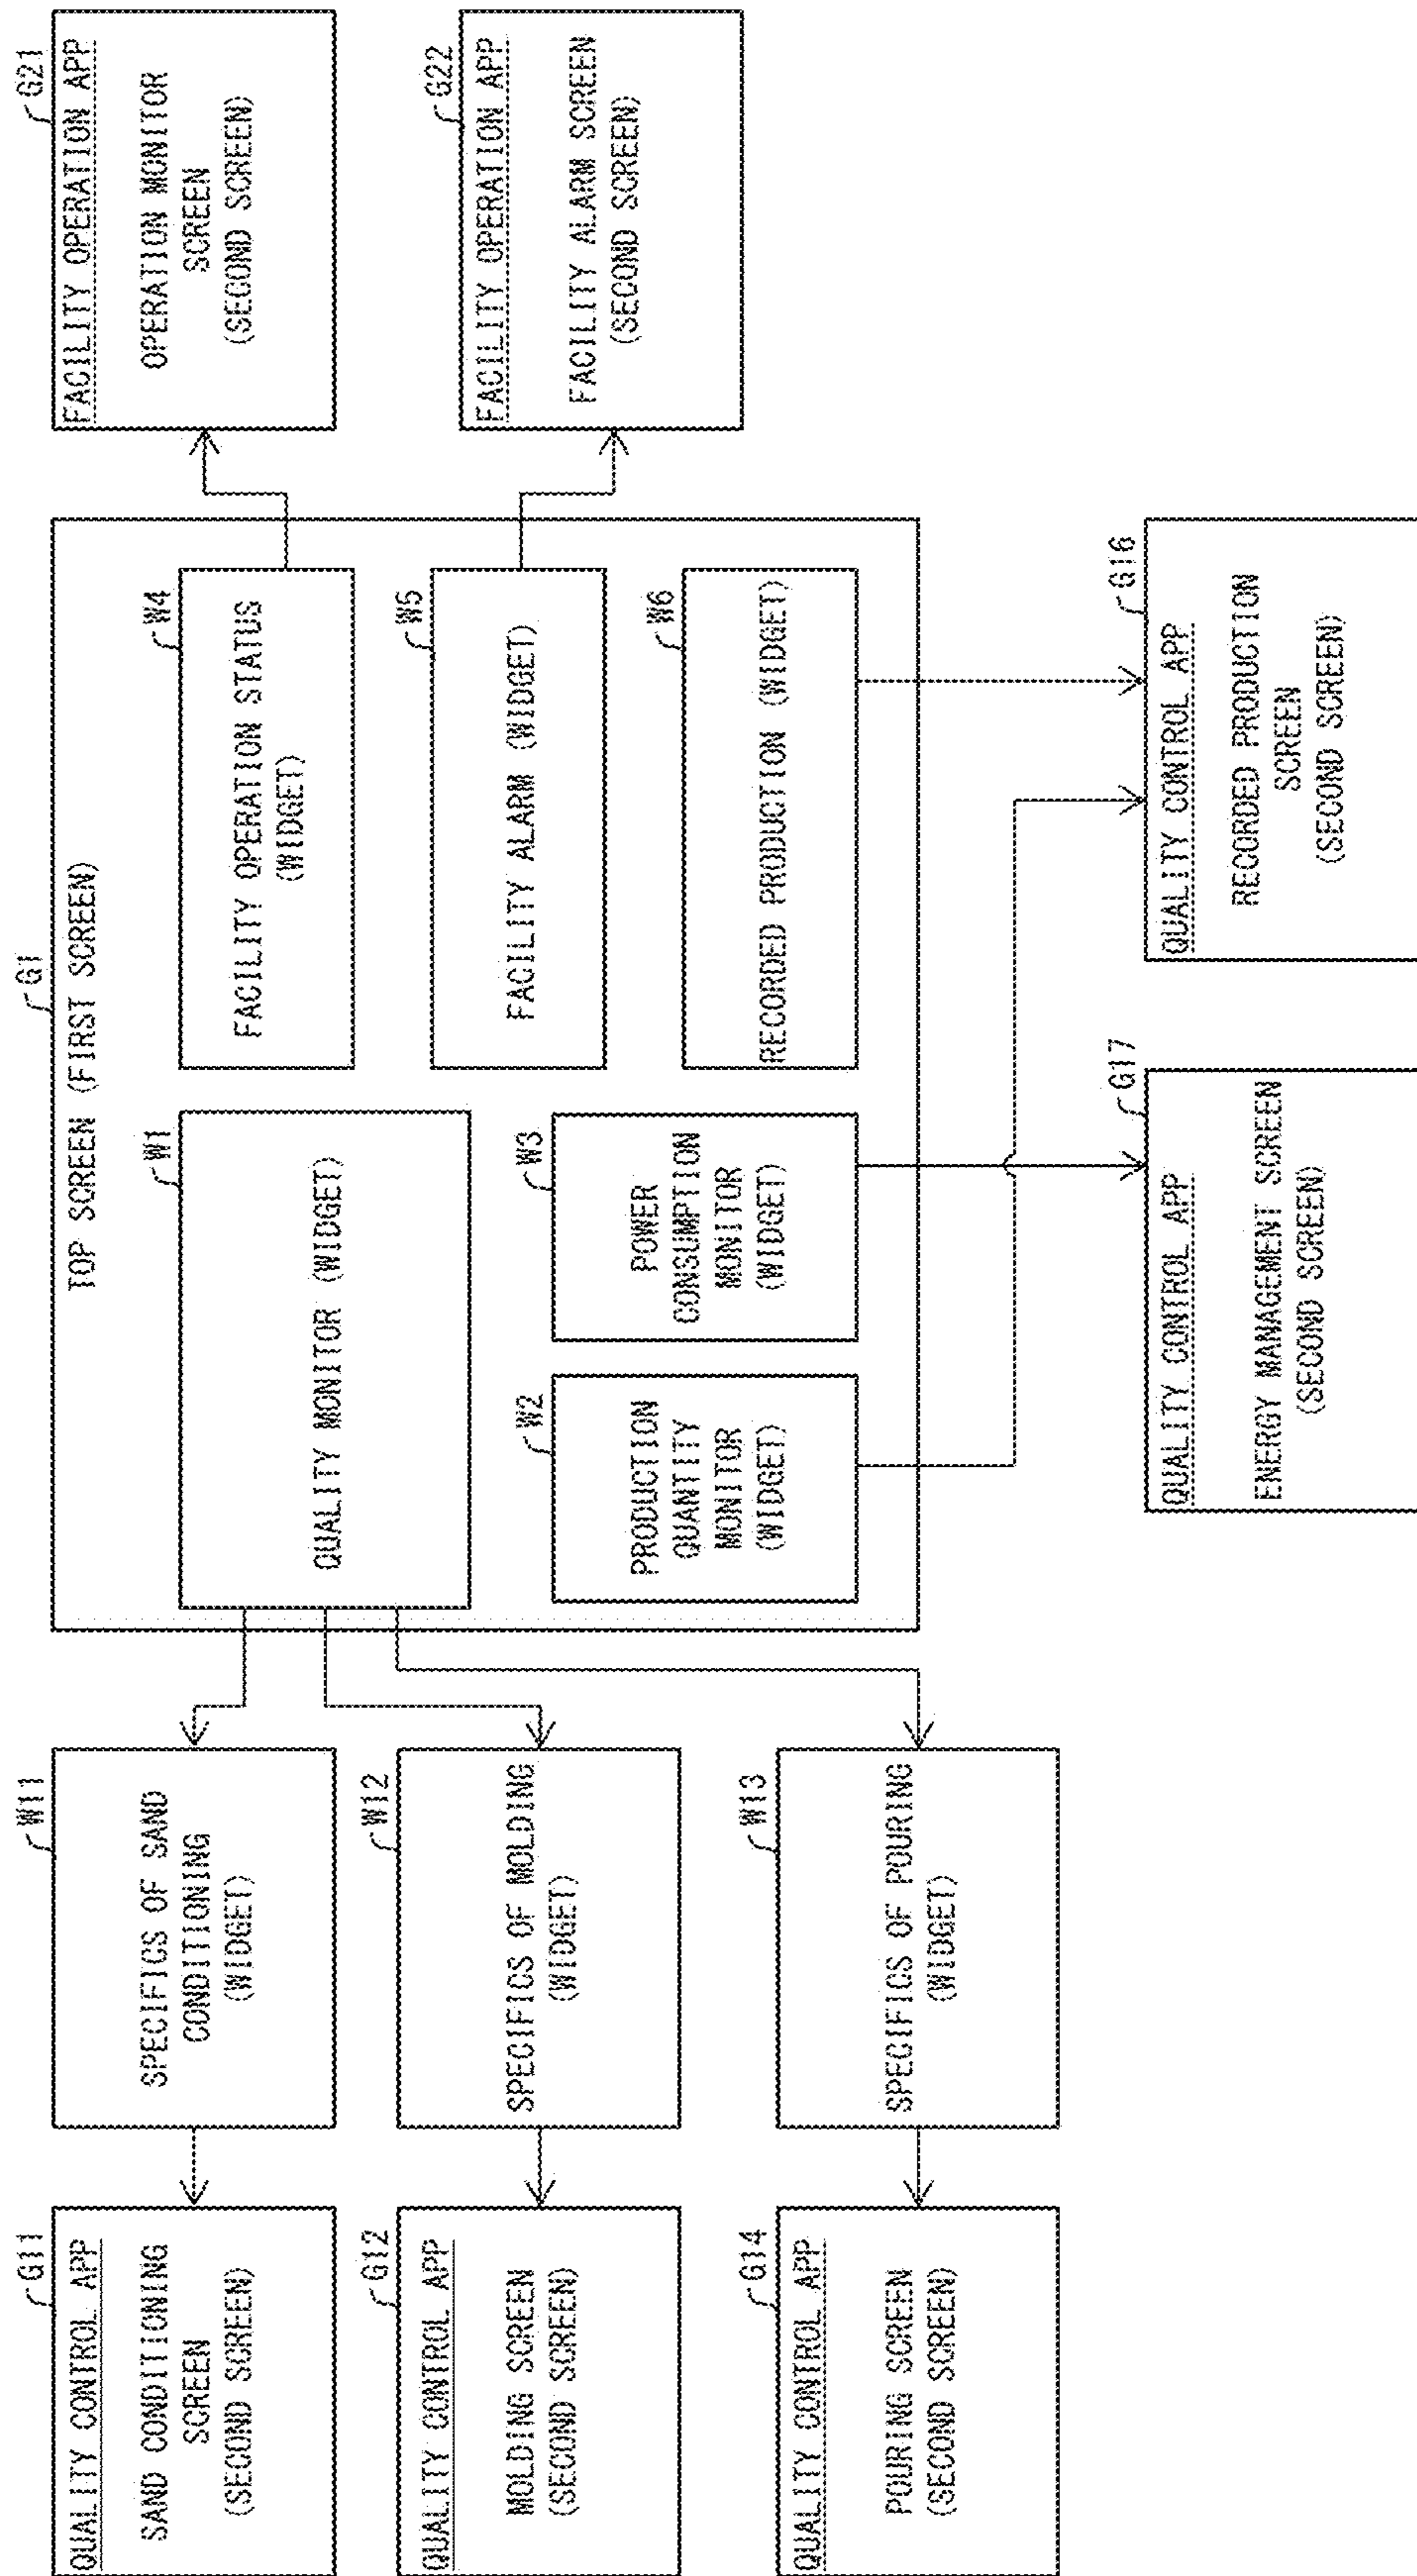 G11
QUALITY CONTROL APP
SAND CONDITIONING
SCREEN
(SECOND SCREEN)
G12
QUALITY CONTROL APP
MOLDING SCREEN
(SECOND SCREEN)
G14
QUALITY CONTROL APP
POURING SCREEN
(SECOND SCREEN)
W11
SPECIFICS OF SAND
CONDITIONING
(WIDGET)
W12
SPECIFICS OF MOLDING
(WIDGET)
W13
SPECIFICS OF POURING
(WIDGET)
G1
TOP SCREEN (FIRST SCREEN)
W1
QUALITY MONITOR (WIDGET)
W2
PRODUCTION
QUANTITY
MONITOR
(WIDGET)
W3
POWER
CONSUMPTION
MONITOR
(WIDGET)
W4
FACILITY OPERATION STATUS
(WIDGET)
W5
FACILITY ALARM (WIDGET)
W6
RECORDED PRODUCTION (WIDGET)
G21
FACILITY OPERATION APP
OPERATION MONITOR
SCREEN
(SECOND SCREEN)
G22
FACILITY OPERATION APP
FACILITY ALARM SCREEN
(SECOND SCREEN)
G17
QUALITY CONTROL APP
ENERGY MANAGEMENT SCREEN
(SECOND SCREEN)
G16
QUALITY CONTROL APP
RECORDED PRODUCTION
SCREEN
(SECOND SCREEN)